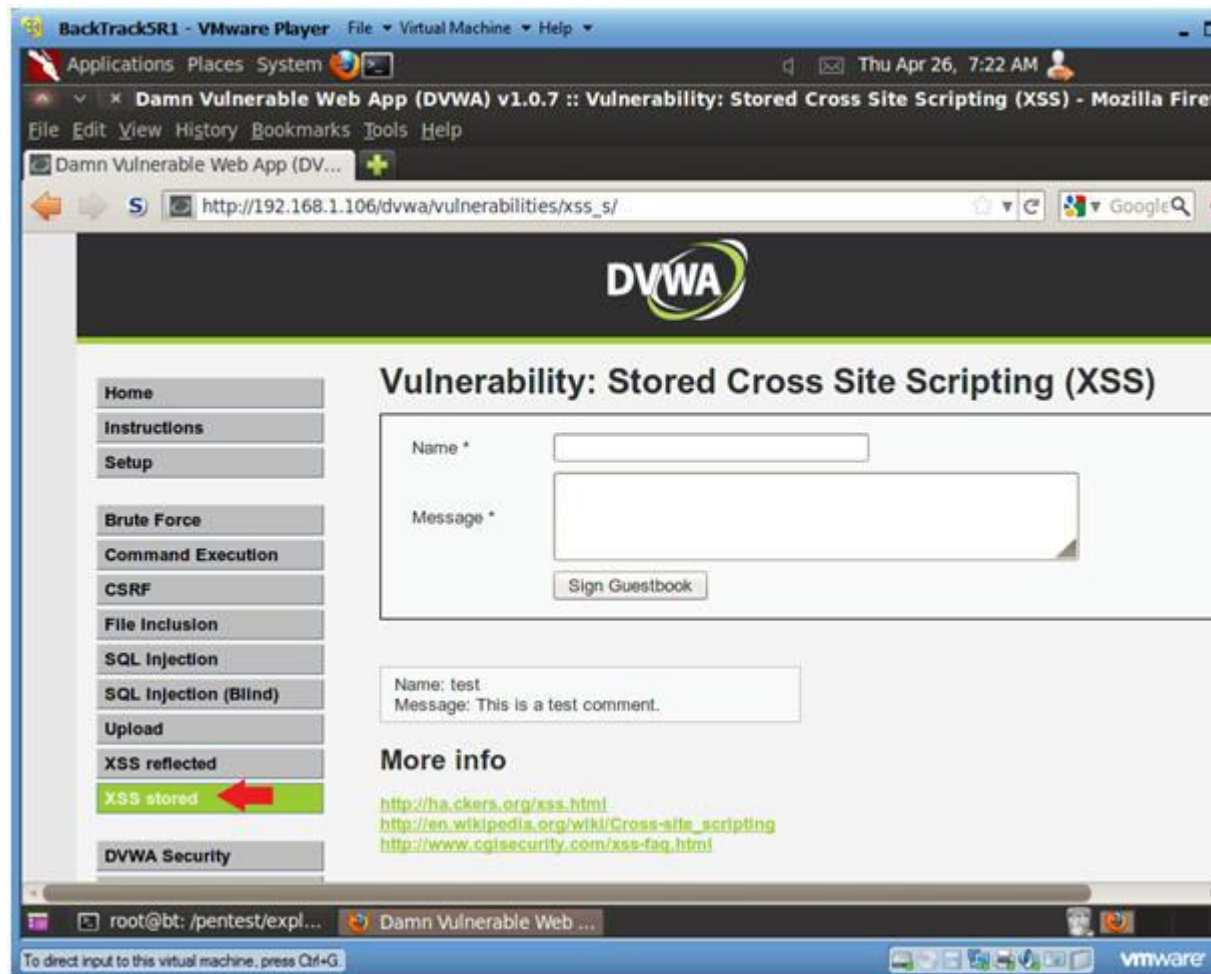 BackTrack5R1 - VMware Player File Virtual Machine Help
Applications Places System Thu Apr 26, 7:22 AM
Damn Vulnerable Web App (DVWA) v1.0.7 :: Vulnerability: Stored Cross Site Scripting (XSS) - Mozilla Fire
File Edit View History Bookmarks Tools Help
Damn Vulnerable Web App (DV...
http://192.168.1.106/dvwa/vulnerabilities/xss_s/ Google
DVWA
Home
Instructions
Setup
Brute Force
Command Execution
CSRF
File Inclusion
SQL Injection
SQL Injection (Blind)
Upload
XSS reflected
XSS stored
DVWA Security
Vulnerability: Stored Cross Site Scripting (XSS)
Name *
Message *
Sign Guestbook
Name: test
Message: This is a test comment.
More info
http://ha.ckers.org/xss.html
http://en.wikipedia.org/wiki/Cross-site_scripting
http://www.cgisecurity.com/xss-faq.html
root@bt: /pentest/expl... Damn Vulnerable Web ...
To direct input to this virtual machine, press Ctrl+G. vmware